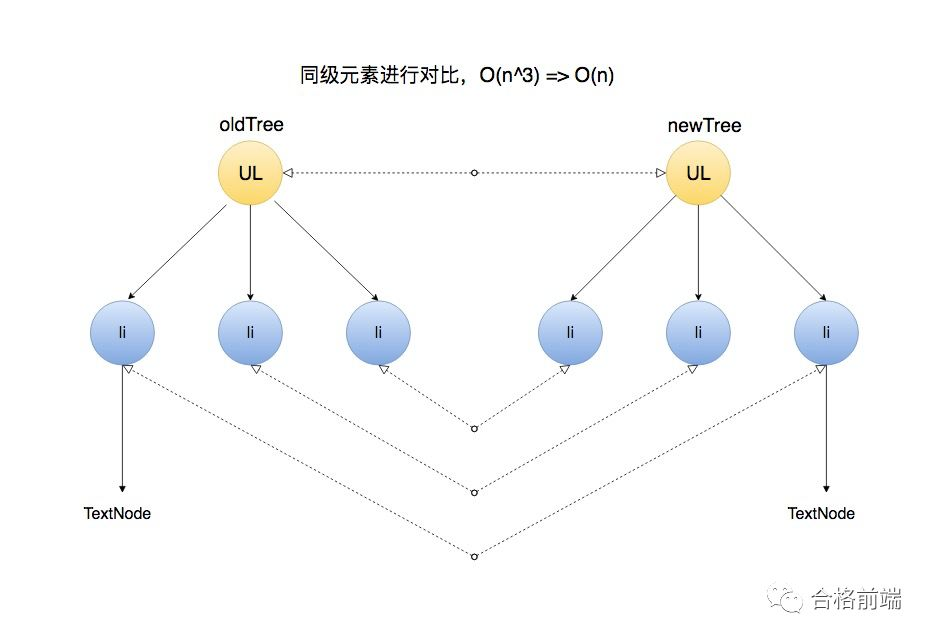 同级元素进行对比，O(n^3) => O(n)
oldTree
newTree
UL
UL
li
li
li
li
li
li
TextNode
TextNode
合格前端